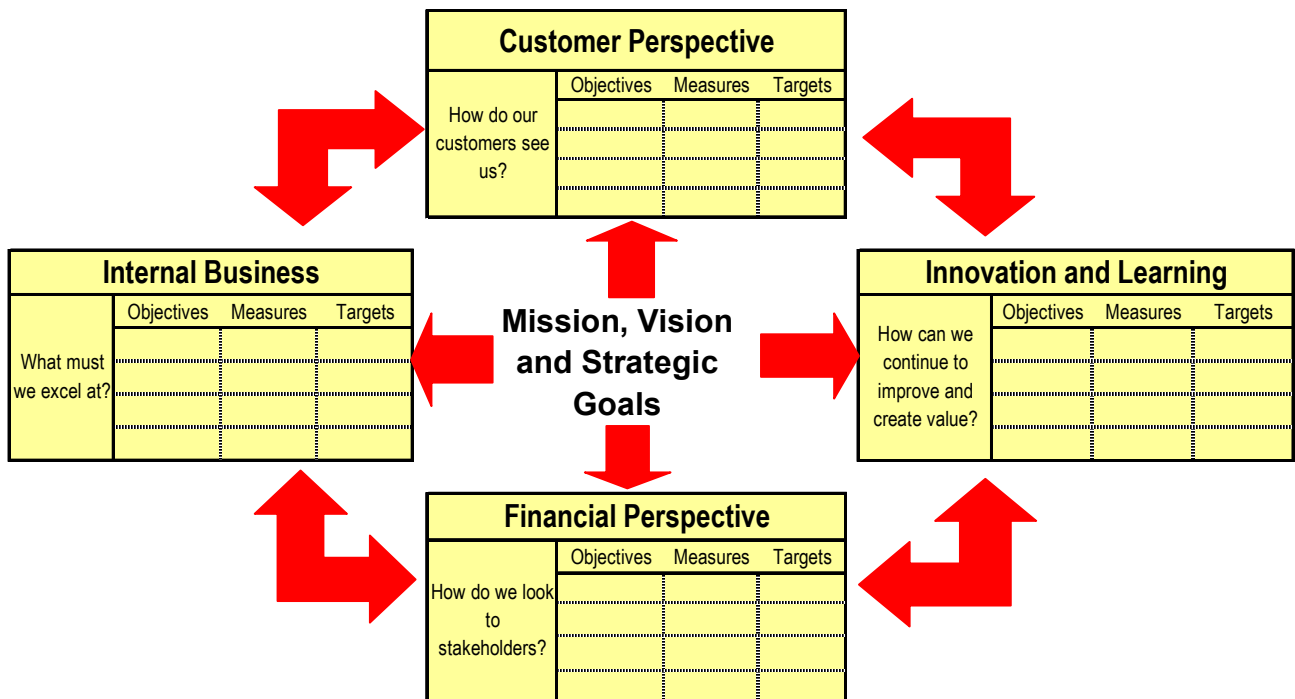 Customer Perspective
Objectives Measures Targets
How do our
customers see
us?
Internal Business
Objectives Measures Targets
What must
we excel at?
Mission, Vision
and Strategic
Goals
Innovation and Learning
Objectives Measures Targets
How can we
continue to
improve and
create value?
Financial Perspective
Objectives Measures Targets
How do we look
to
stakeholders?